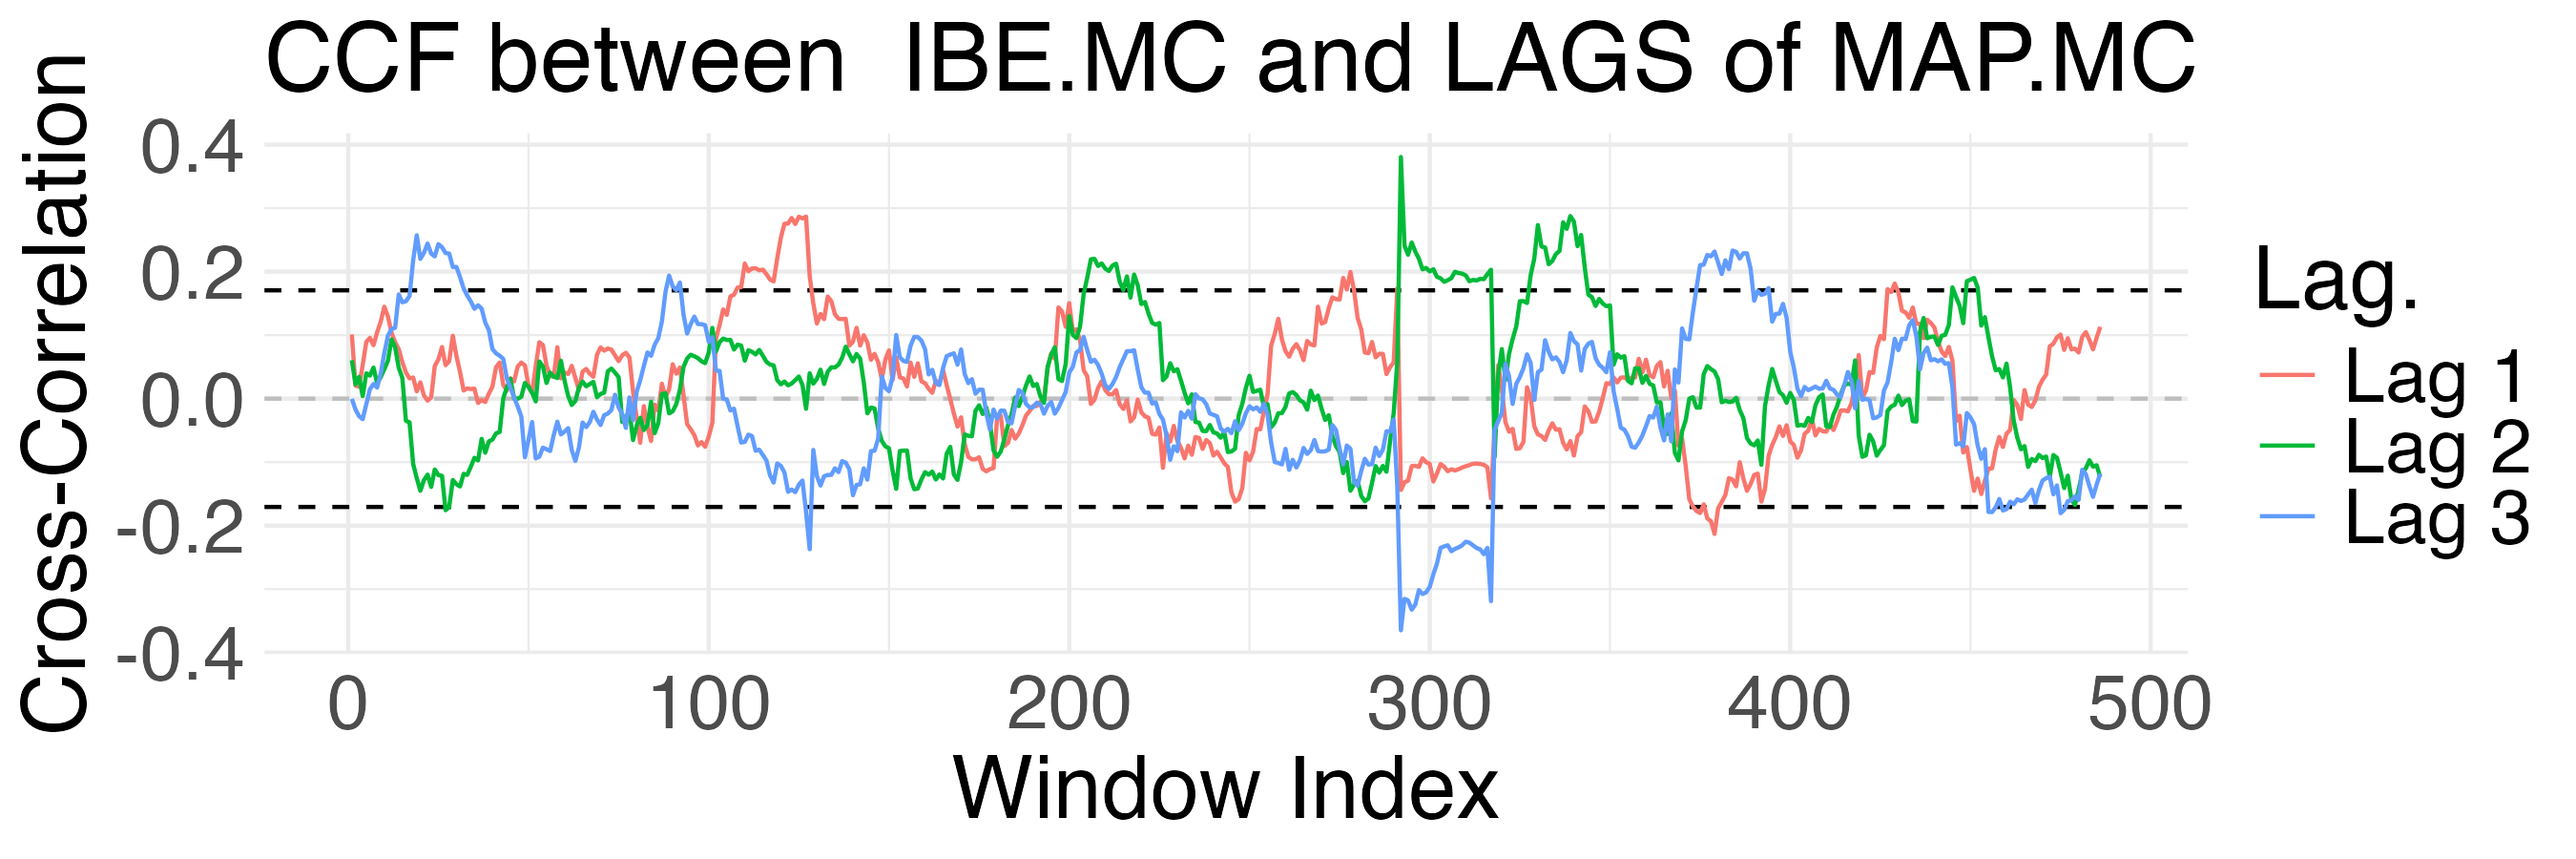 CCF between  IBE.MC and LAGS of MAP.MC
Cross-Correlation
0.4
0.2
0.0
-0.2
-0.4
0 100 200 300 400 500
Window Index
Lag.
Lag 1
Lag 2
Lag 3